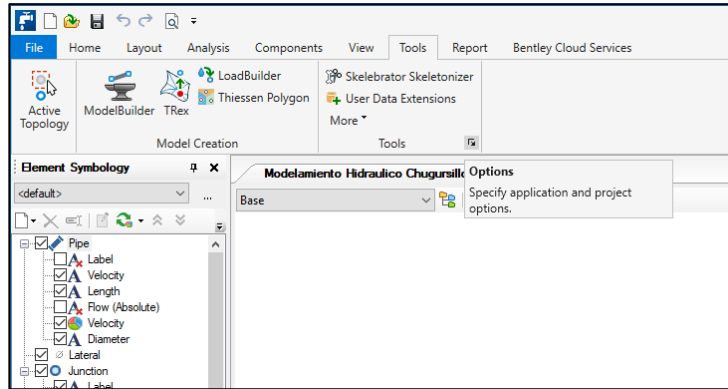 File Home Layout Analysis Components View Tools Report Bentley Cloud Services
Active Topology
ModelBuilder
TRex
LoadBuilder
Thiessen Polygon
Model Creation
Skelebrator Skeletonizer
User Data Extensions
More
Tools
Options
Specify application and project
options.
Element Symbology
<default>
...
Pipe
Label
Velocity
Length
Flow (Absolute)
Velocity
Diameter
Lateral
Junction
Label
Modelamiento Hidraulico Chugursillo
Base